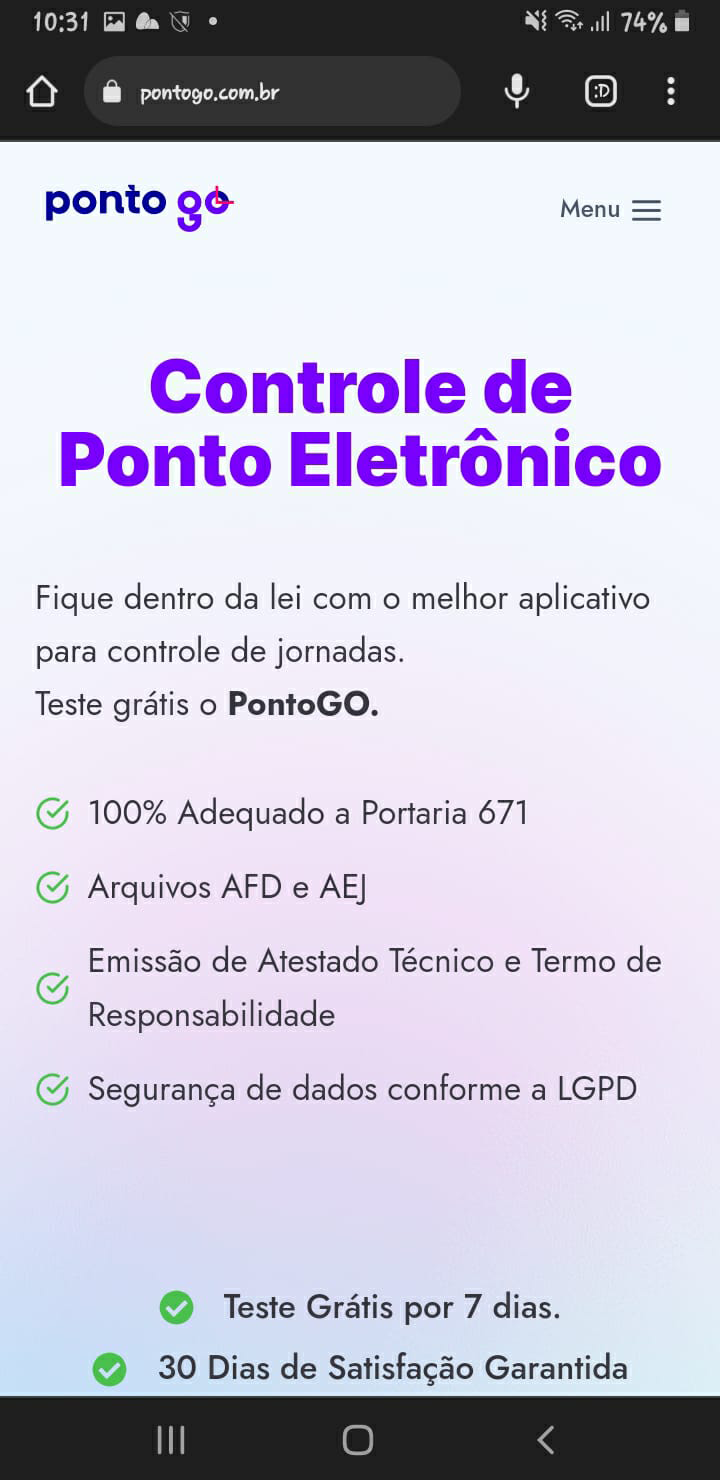 10:31
74%
pontogo.com.br
:D
ponto go
Menu
Controle de
Ponto Eletrônico
Fique dentro da lei com o melhor aplicativo
para controle de jornadas.
Teste grátis o PontoGO.
100% Adequado a Portaria 671
Arquivos AFD e AEJ
Emissão de Atestado Técnico e Termo de
Responsabilidade
Segurança de dados conforme a LGPD
Teste Grátis por 7 dias.
30 Dias de Satisfação Garantida